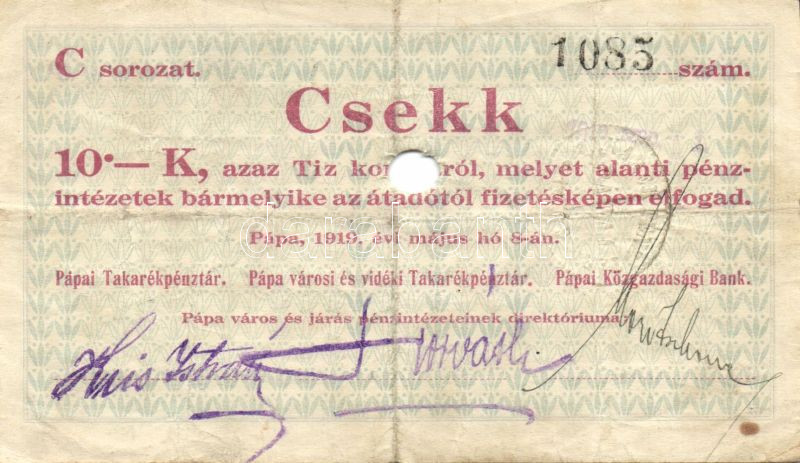 C sorozat. 1085 szám.
Csekk
10·— K, azaz Tiz ról, melyet alanti pénz-
intézetek bármelyike az átadótól fizetésképen elfogad.
Pápa, 1919. évi május hó 8-án.
Pápai Takarékpénztár. Pápa városi és vidéki Takarékpénztár. Pápai Közgazdasági Bank.
Pápa város és járás pénzintézeteinek direktóriuma:
István